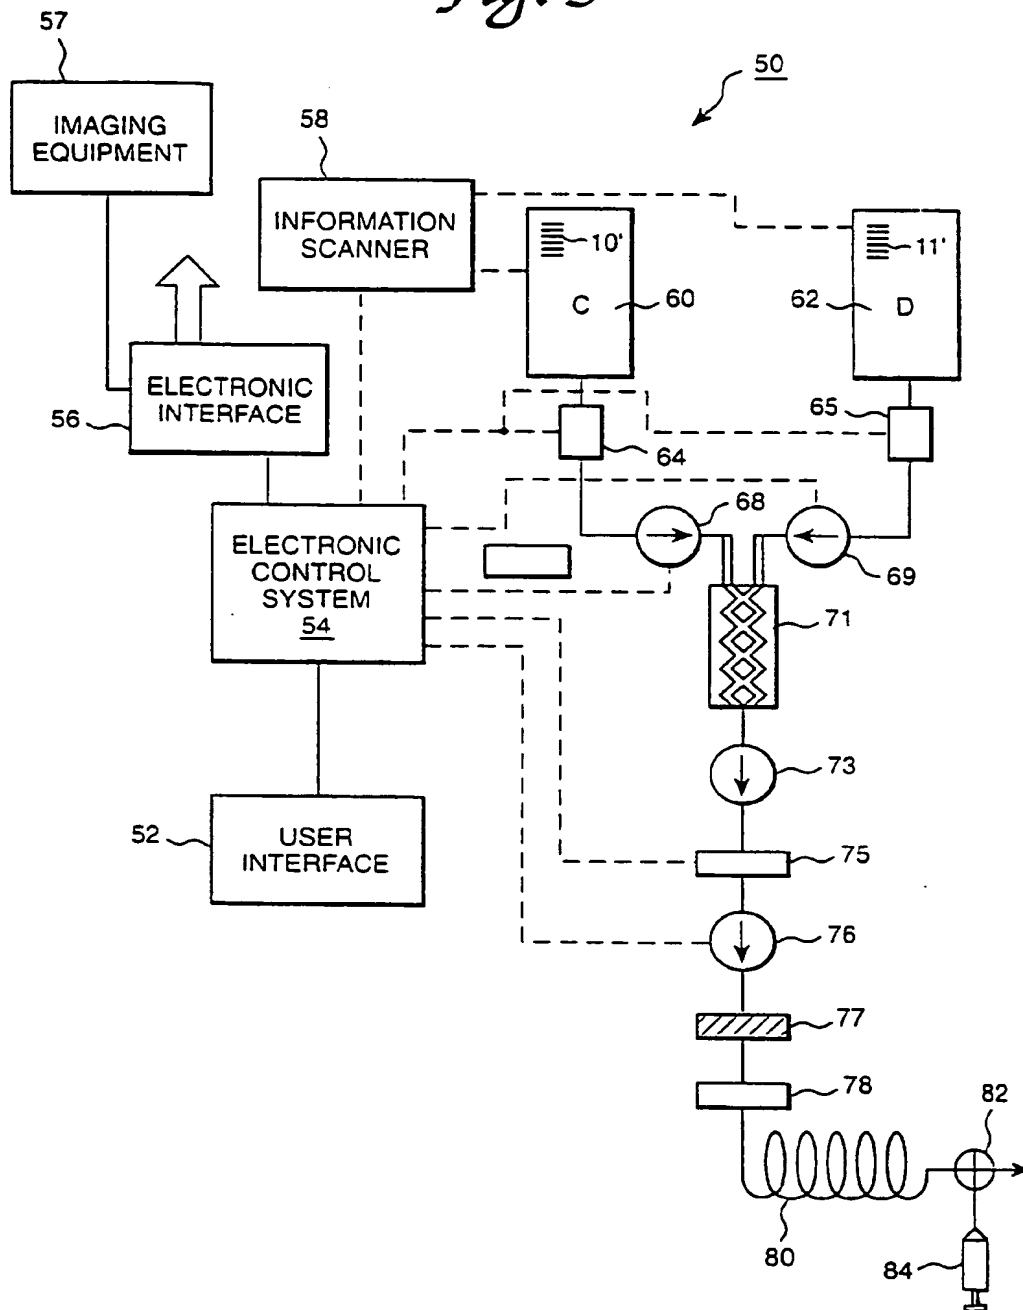 57
50
IMAGING
EQUIPMENT
58
INFORMATION
SCANNER
10'
11'
C
60
62
D
ELECTRONIC
INTERFACE
56
65
64
68
69
ELECTRONIC
CONTROL
SYSTEM
54
71
73
52
USER
INTERFACE
75
76
77
78
82
80
84